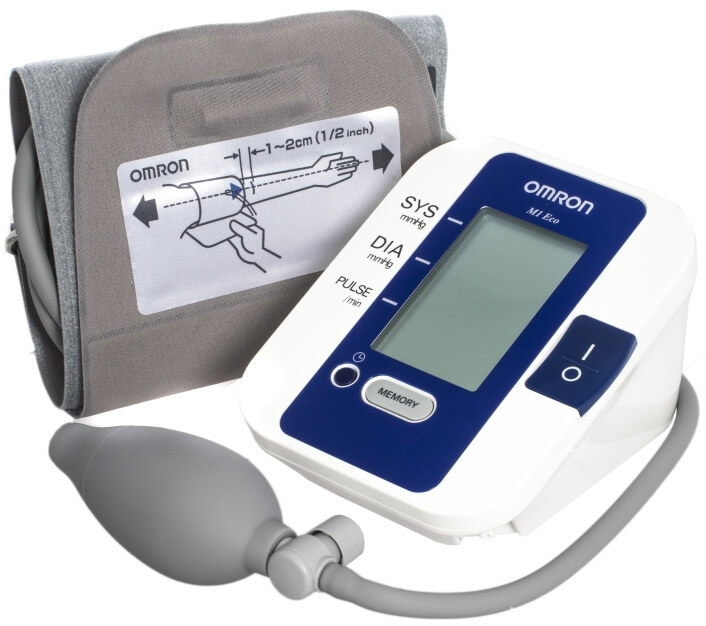 OMRON
1~2cm (1/2 inch)
OMRON
M1 Eco
SYS
mmHg
DIA
mmHg
PULSE
/min
MEMORY
I
O